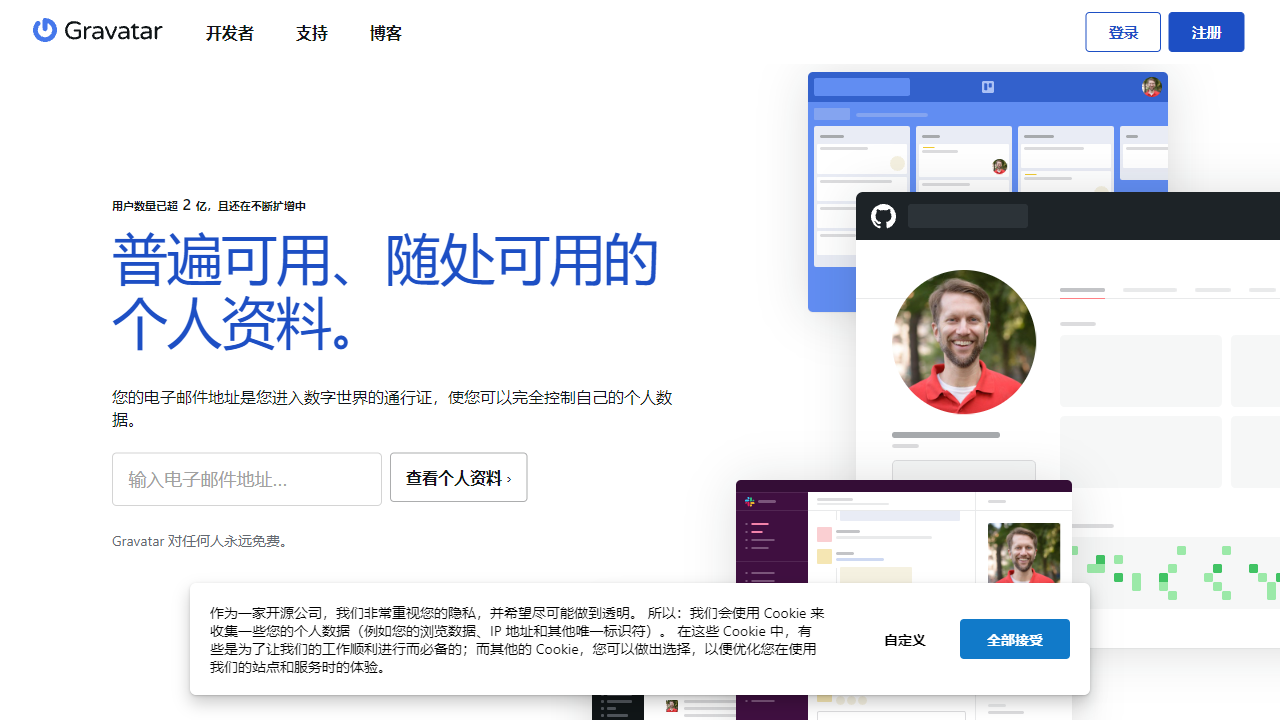 Gravatar
开发者
支持
博客
登录
注册
用户数量已超 2 亿，且还在不断扩增中
普遍可用、随处可用的
个人资料。
您的电子邮件地址是您进入数字世界的通行证，使您可以完全控制自己的个人数
据。
输入电子邮件地址...
查看个人资料 ›
Gravatar 对任何人永远免费。
作为一家开源公司，我们非常重视您的隐私，并希望尽可能做到透明。 所以：我们会使用 Cookie 来
收集一些您的个人数据（例如您的浏览数据、IP 地址和其他唯一标识符）。 在这些 Cookie 中，有
些是为了让我们的工作顺利进行而必备的；而其他的 Cookie，您可以做出选择，以便优化您在使用
我们的站点和服务时的体验。
自定义
全部接受